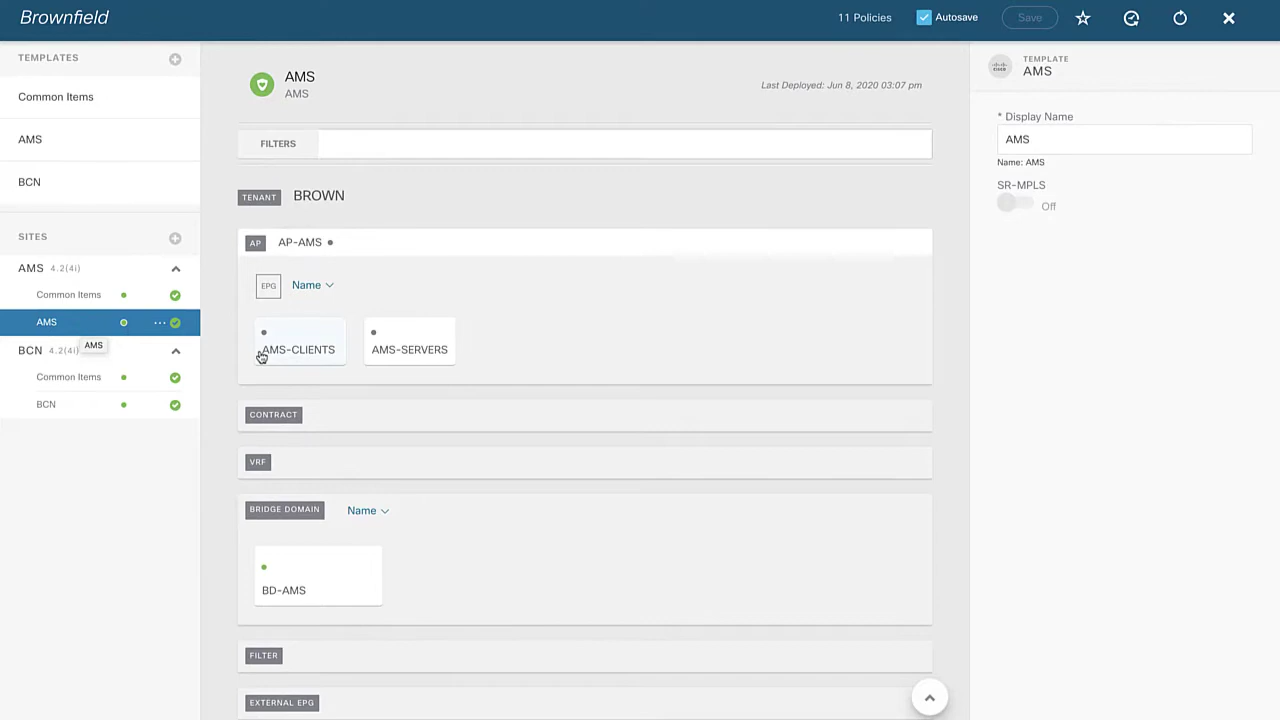 Brownfield
11 Policies
Autosave
Save
TEMPLATES
Common Items
AMS
BCN
SITES
AMS 4.2(4i)
Common Items
AMS
AMS
BCN 4.2(4i)
Common Items
BCN
AMS
AMS
Last Deployed: Jun 8, 2020 03:07 pm
FILTERS
TENANT BROWN
AP AP-AMS
EPG Name
AMS-CLIENTS
AMS-SERVERS
CONTRACT
VRF
BRIDGE DOMAIN Name
BD-AMS
FILTER
EXTERNAL EPG
CISCO
TEMPLATE
AMS
* Display Name
AMS
Name: AMS
SR-MPLS
Off